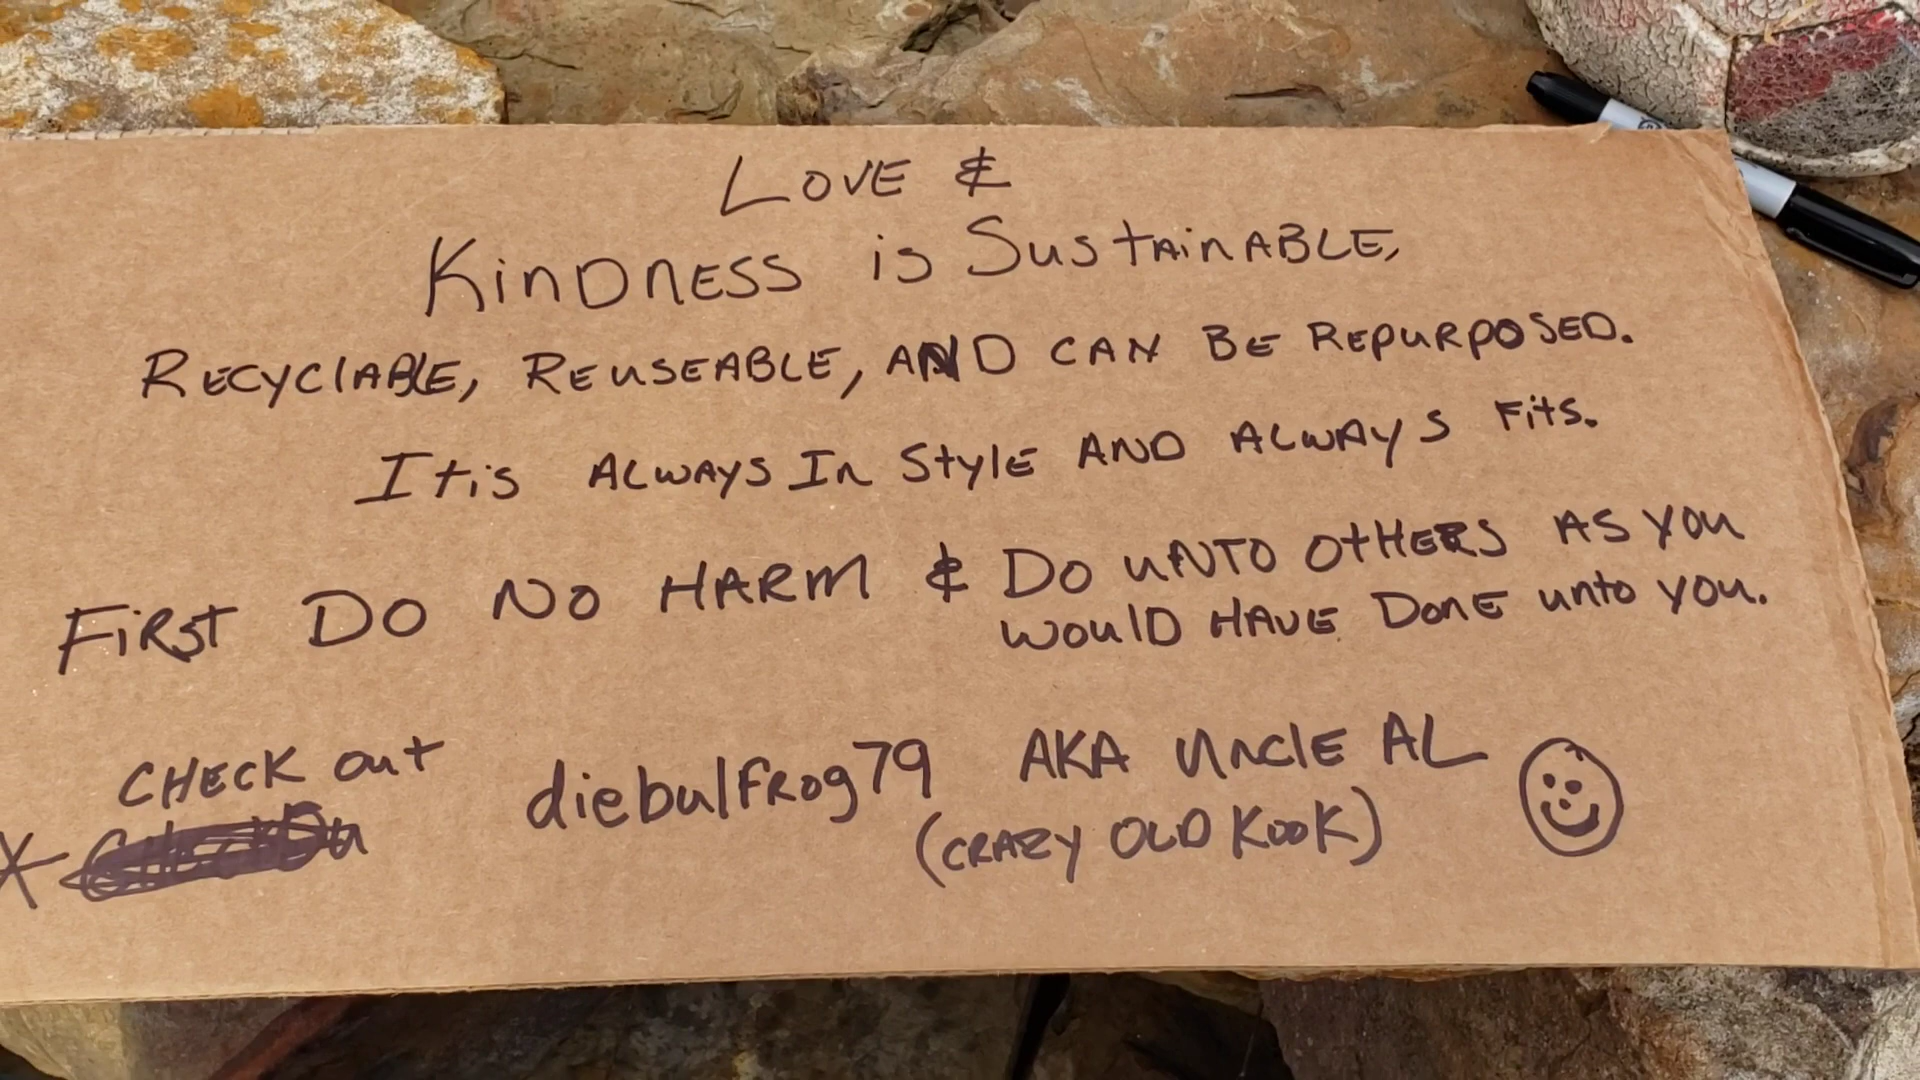 LOVE &
KinDNESS is SustAinABLE,
RECYClABLE, REuSEABLE, AND CAN BE REPURPOSED.
It is ALWAYS In StylE AND ALWAYS Fits.
FiRST DO NO HARM & DO UNTO OtHERS AS you
WoulD HAVE DonE unto you.
CHECK out
diebulfRog79 AKA UnclE AL
(CRAZY OLD KOOK)